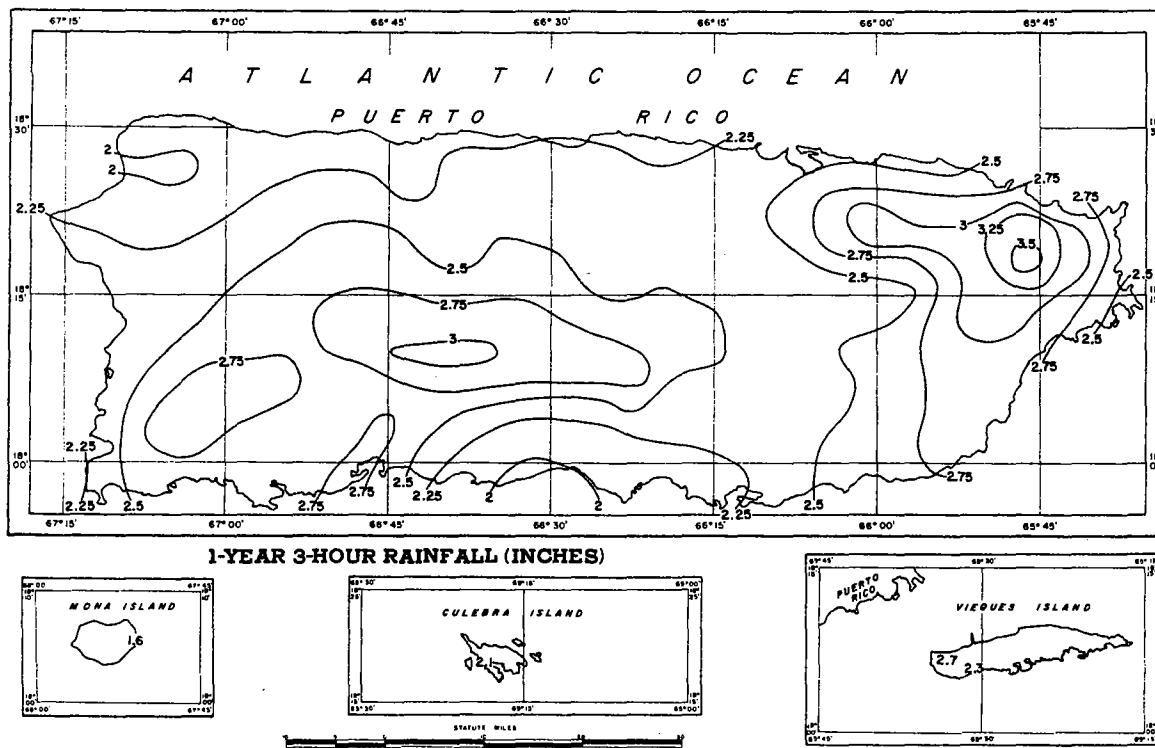 67° 15' 67° 00' 66° 45' 66° 30' 66° 15' 66° 00' 65° 45'
ATLANTIC OCEAN
PUERTO RICO
18° 30'
2.25
2
2.5
2
2.75
2.75
2.25
3
3.25
3.5
2.5
2.75
2.5
2.5
18° 15'
2.75
3
2.5
2.75
2.75
2.25
18° 00'
2.75
2.25 2.5 2.75 2.75 2.5 2.25 2 2 2.25 2.5
67° 15' 67° 00' 66° 45' 66° 30' 66° 15' 66° 00' 65° 45'
1-YEAR 3-HOUR RAINFALL (INCHES)
MONA ISLAND
1.6
CULEBRA ISLAND
2.1
PUERTO RICO
VIEQUES ISLAND
2.7
2.3
STATUTE MILES